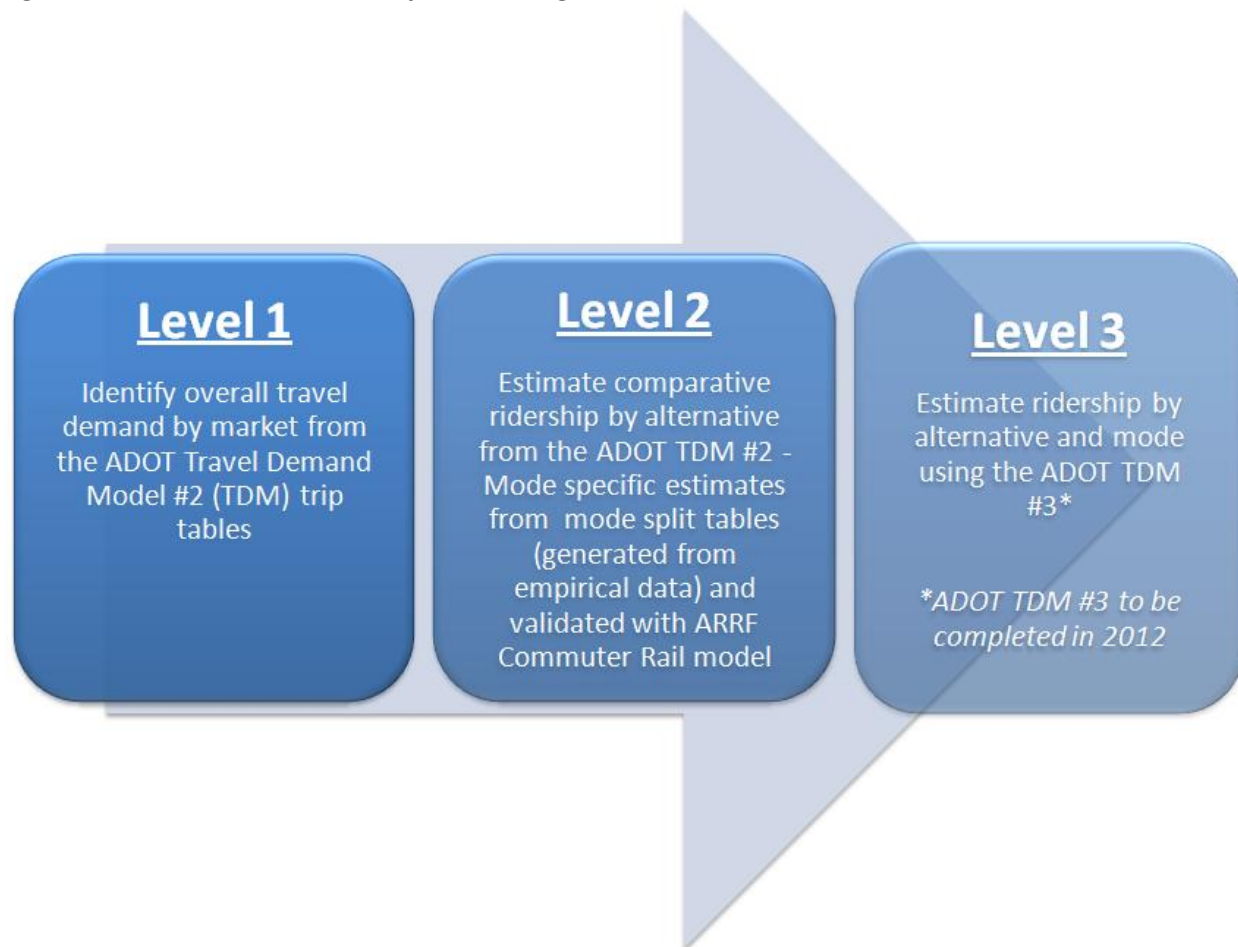 Level 1
Identify overall travel
demand by market from
the ADOT Travel Demand
Model #2 (TDM) trip
tables
Level 2
Estimate comparative
ridership by alternative
from the ADOT TDM #2 -
Mode specific estimates
from mode split tables
(generated from
empirical data) and
validated with ARRF
Commuter Rail model
Level 3
Estimate ridership by
alternative and mode
using the ADOT TDM
#3*
*ADOT TDM #3 to be
completed in 2012